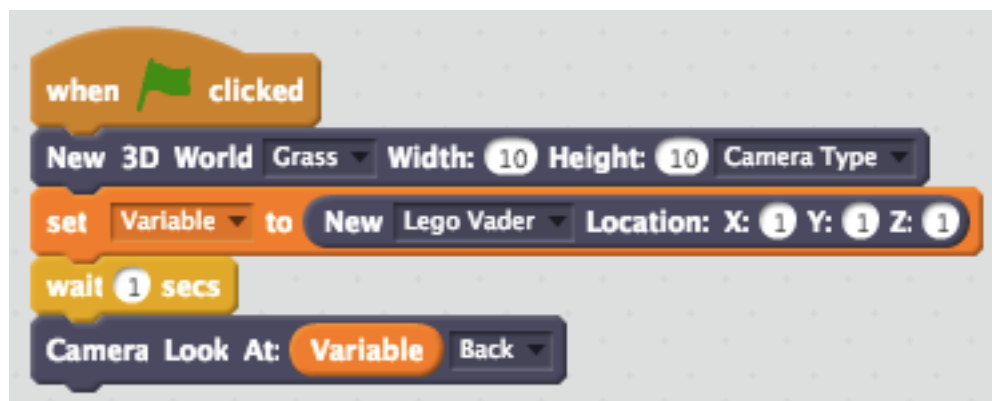 when clicked
New 3D World Grass Width: 10 Height: 10 Camera Type
set Variable to New Lego Vader Location: X: 1 Y: 1 Z: 1
wait 1 secs
Camera Look At: Variable Back